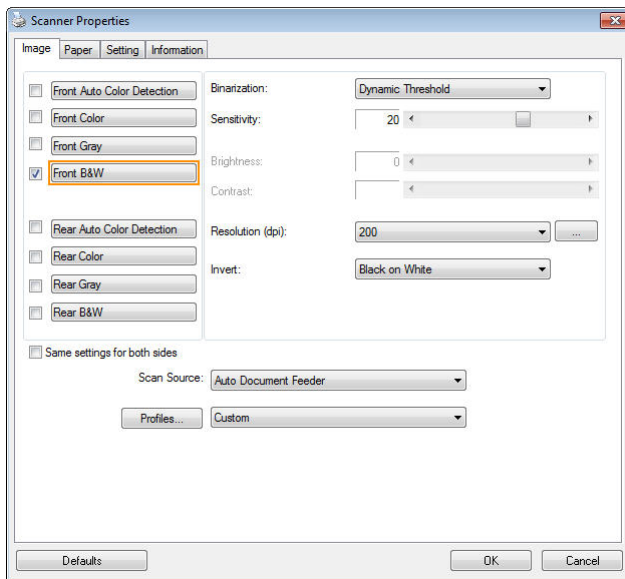 Scanner Properties
Image Paper Setting Information
Front Auto Color Detection
Front Color
Front Gray
Front B&W
Rear Auto Color Detection
Rear Color
Rear Gray
Rear B&W
Binarization: Dynamic Threshold
Sensitivity: 20
Brightness: 0
Contrast:
Resolution (dpi): 200 ...
Invert: Black on White
Same settings for both sides
Scan Source: Auto Document Feeder
Profiles... Custom
Defaults OK Cancel